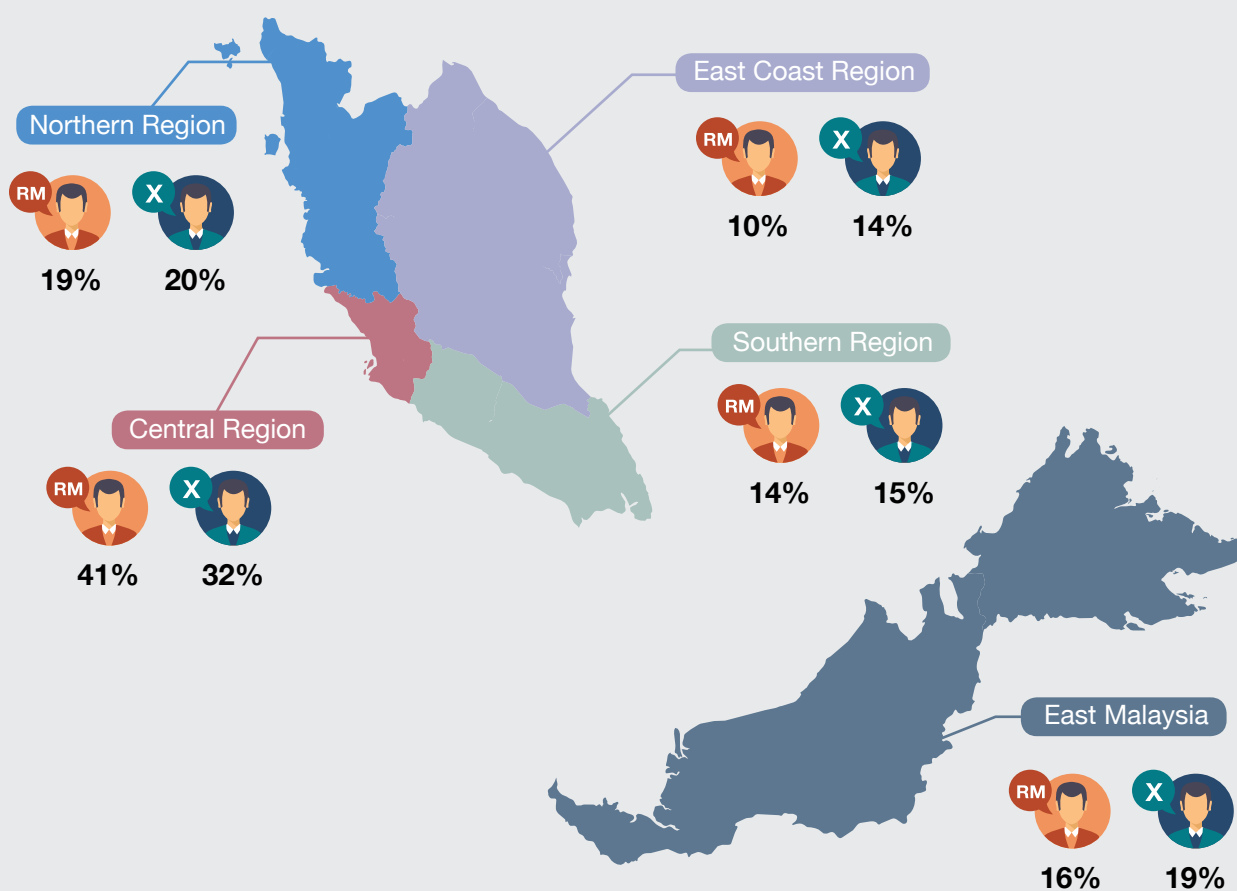 Northern Region
RM X
19% 20%
East Coast Region
RM X
10% 14%
Central Region
RM X
41% 32%
Southern Region
RM X
14% 15%
East Malaysia
RM X
16% 19%